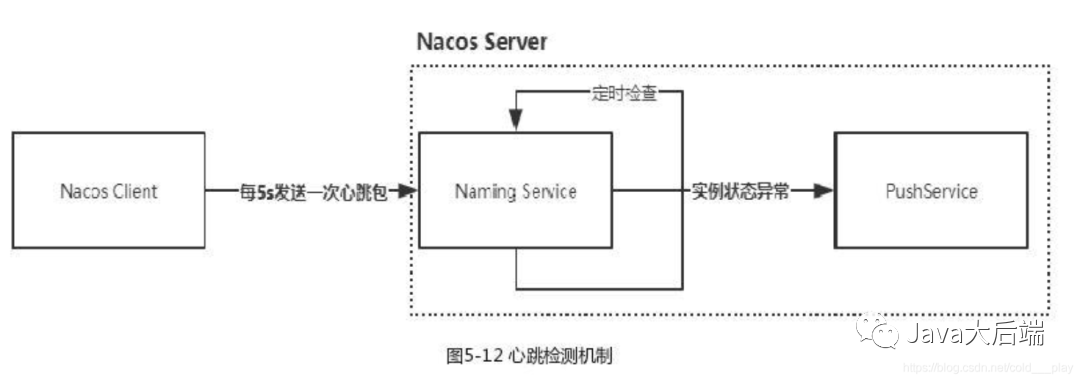 Nacos Server
定时检查
Nacos Client
每5s发送一次心跳包
Naming Service
实例状态异常
PushService
Java大后端
图5-12 心跳检测机制
https://blog.csdn.net/cold___play